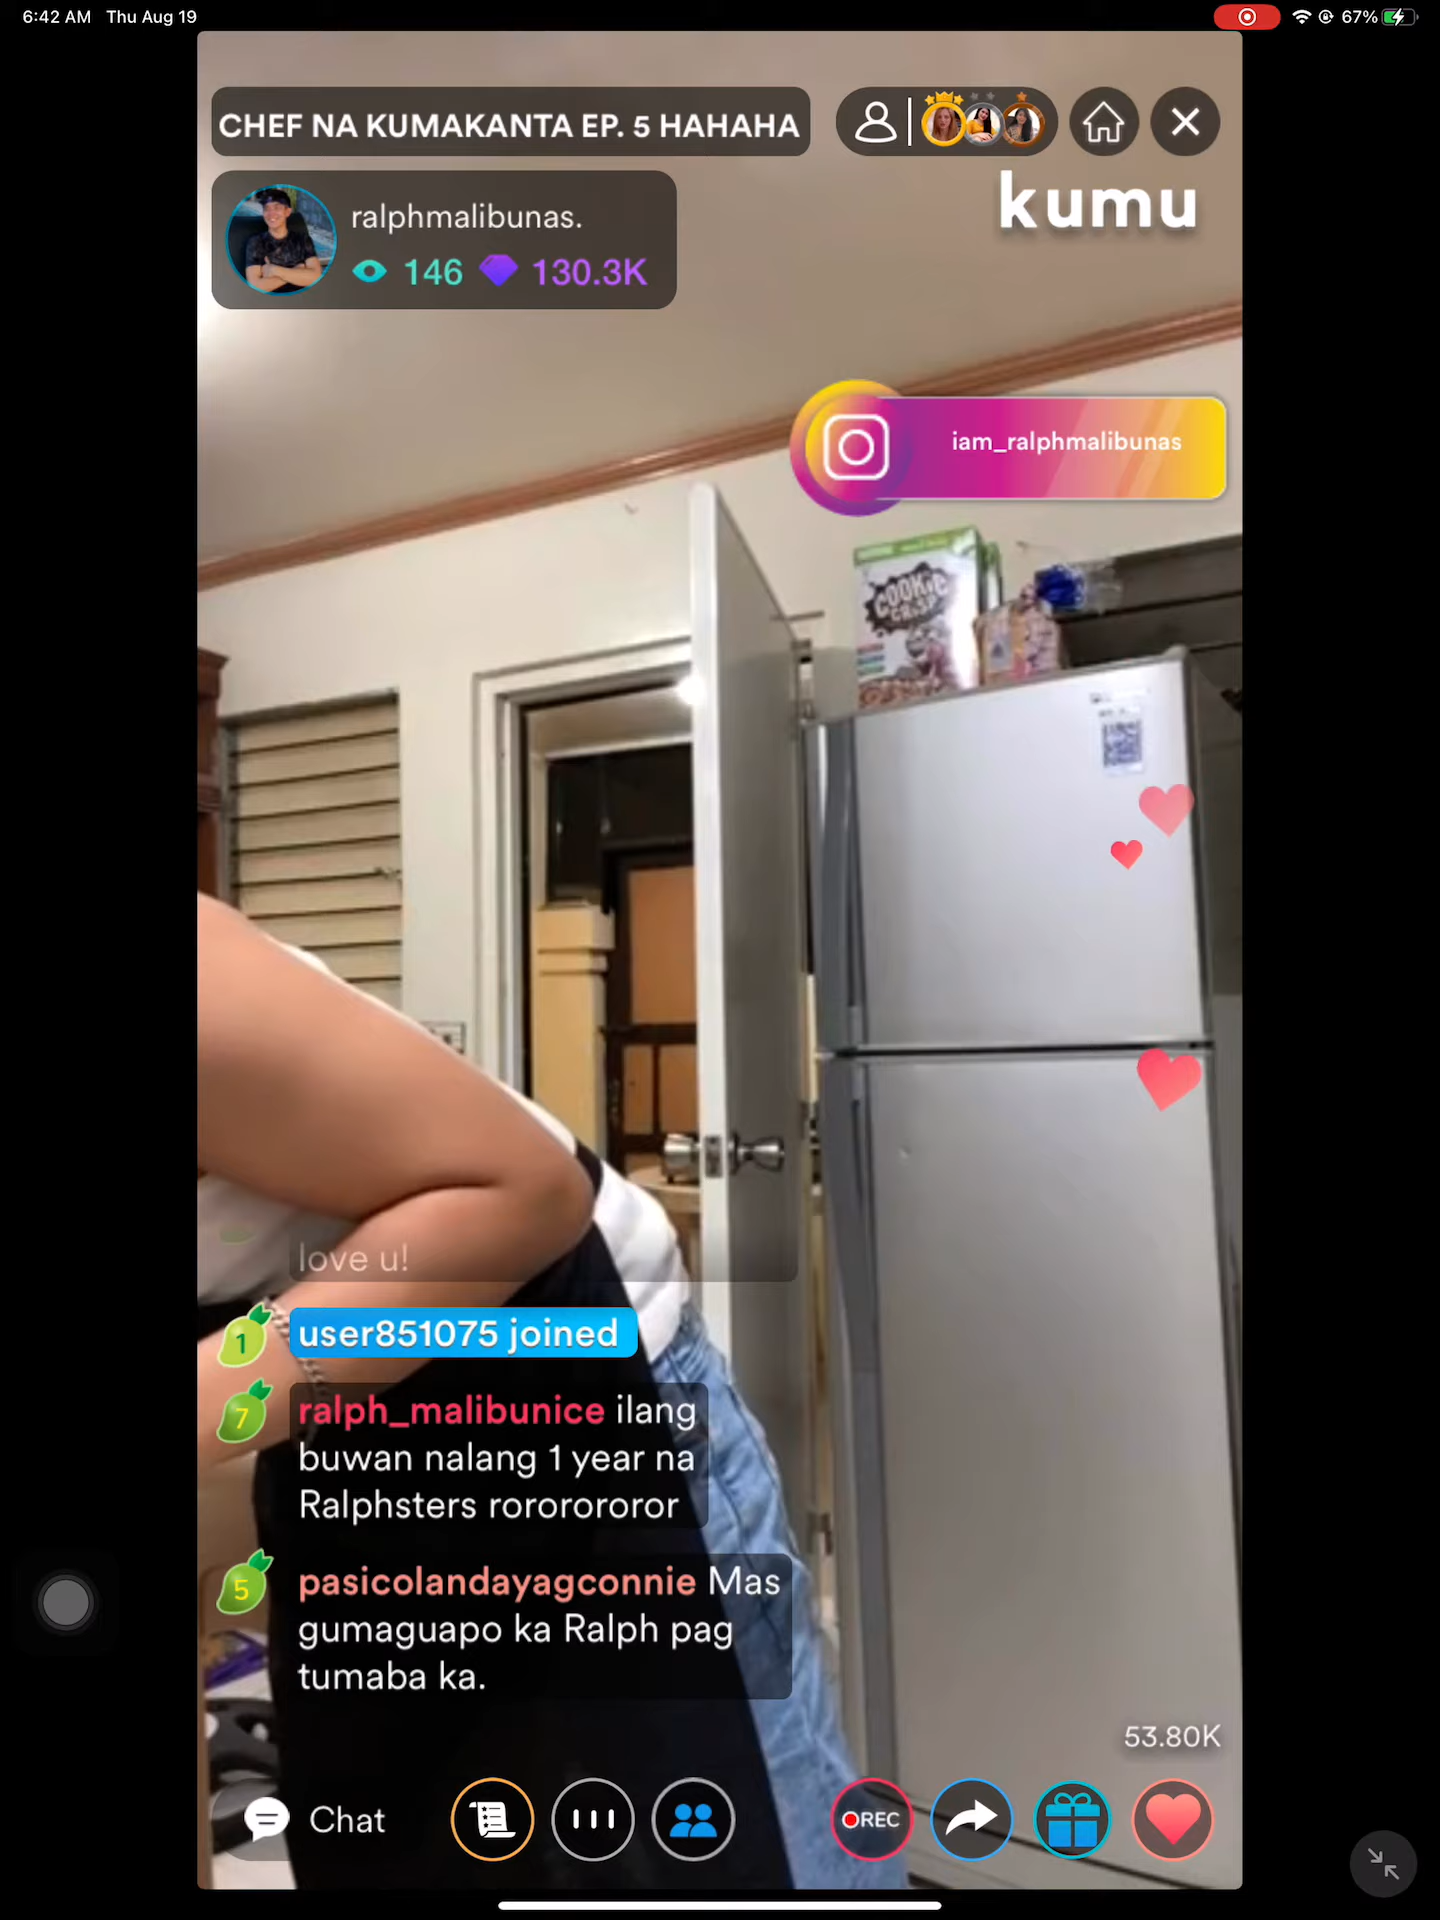 6:42 AM Thu Aug 19
67%
CHEF NA KUMAKANTA EP. 5 HAHAHA
kumu
ralphmalibunas.
146 130.3K
iam_ralphmalibunas
COOKIE
CRISP
love u!
1 user851075 joined
7 ralph_malibunice ilang
buwan nalang 1 year na
Ralphsters rorororoor
5 pasicolandayagconnie Mas
gumaguapo ka Ralph pag
tumaba ka.
53.80K
Chat
REC